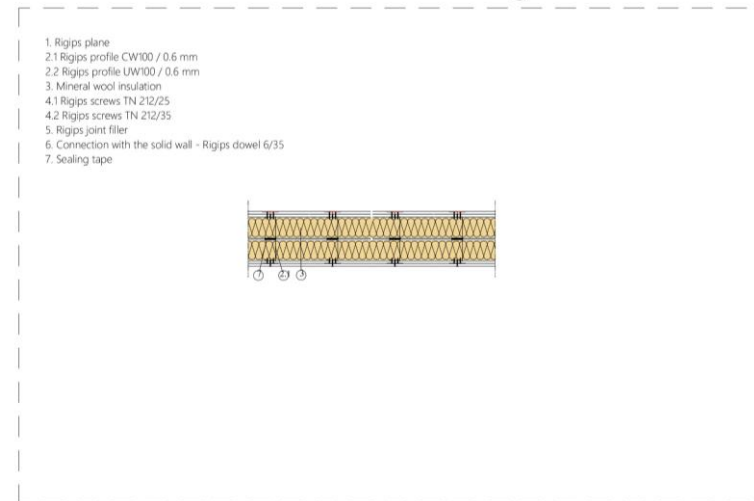 1. Rigips plane
2.1 Rigips profile CW100 / 0.6 mm
2.2 Rigips profile UW100 / 0.6 mm
3. Mineral wool insulation
4.1 Rigips screws TN 212/25
4.2 Rigips screws TN 212/35
5. Rigips joint filler
6. Connection with the solid wall - Rigips dowel 6/35
7. Sealing tape
2.1